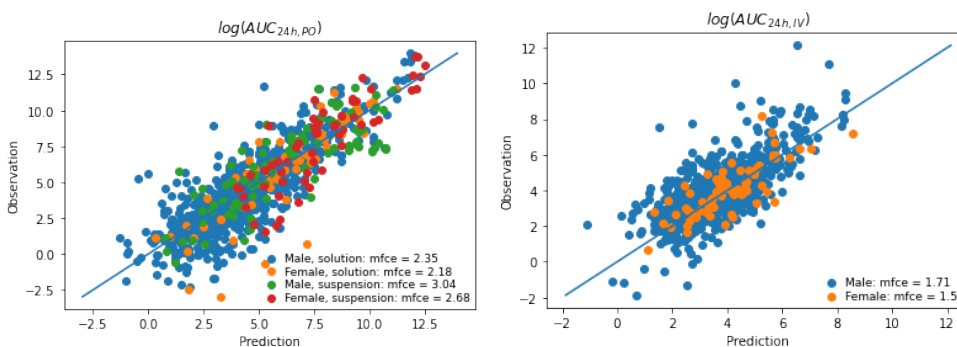 log(AUC24h, PO)
12.5
10.0
7.5
5.0
2.5
0.0
−2.5
Observation
Male, solution: mfce = 2.35
Female, solution: mfce = 2.18
Male, suspension: mfce = 3.04
Female, suspension: mfce = 2.68
−2.5 0.0 2.5 5.0 7.5 10.0 12.5
Prediction
log(AUC24h, IV)
12
10
8
6
4
2
0
−2
Observation
Male: mfce = 1.71
Female: mfce = 1.5
−2 0 2 4 6 8 10 12
Prediction